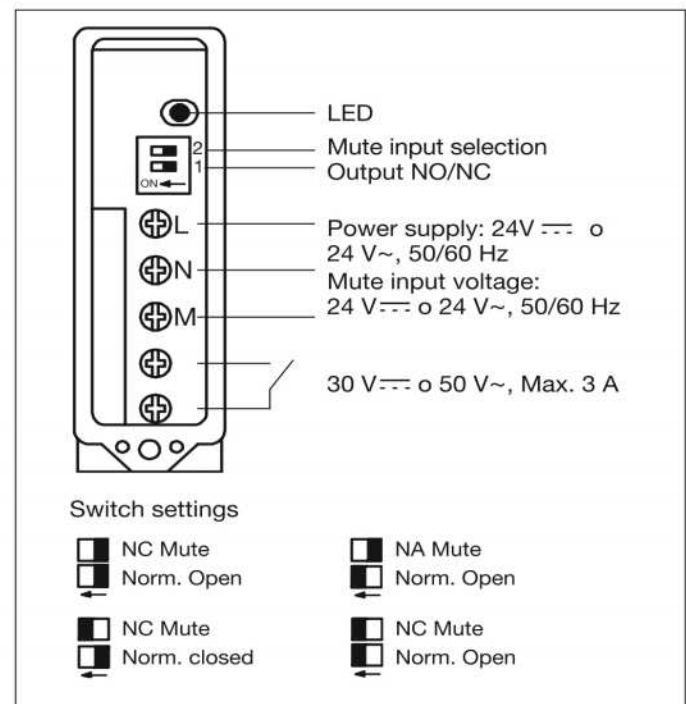 LED
2
Mute input selection
1
Output NO/NC
ON
L
Power supply: 24V ⎓ o
24 V~, 50/60 Hz
N
Mute input voltage:
M
24 V ⎓ o 24 V~, 50/60 Hz
30 V ⎓ o 50 V~, Max. 3 A
Switch settings
NC Mute
Norm. Open
NA Mute
Norm. Open
NC Mute
Norm. closed
NC Mute
Norm. Open